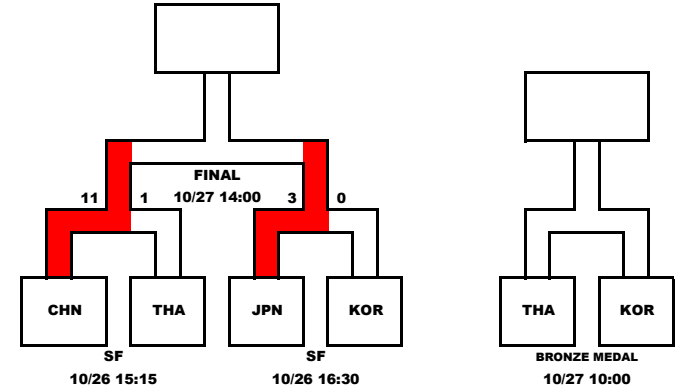 FINAL
11 1 10/27 14:00 3 0
CHN THA JPN KOR THA KOR
SF SF BRONZE MEDAL
10/26 15:15 10/26 16:30 10/27 10:00